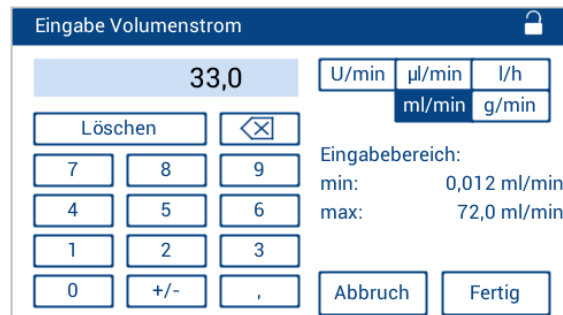 Eingabe Volumenstrom
33,0
U/min µl/min l/h
ml/min g/min
Löschen
Eingabebereich:
min: 0,012 ml/min
max: 72,0 ml/min
7 8 9
4 5 6
1 2 3
0 +/- ,
Abbruch Fertig